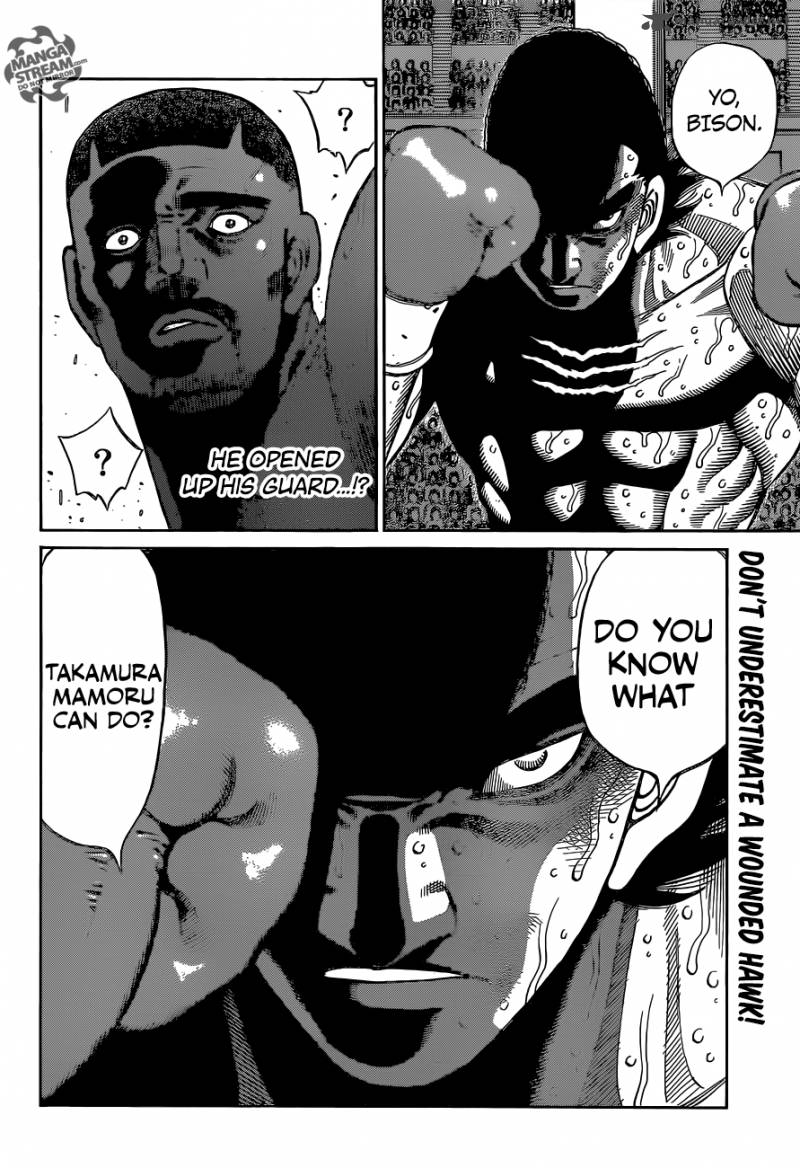 YO,
BISON.
?
?
HE OPENED
UP HIS GUARD...!?
DO YOU
KNOW
WHAT
TAKAMURA
MAMORU
CAN DO?
DON'T UNDERESTIMATE A WOUNDED HAWK!
MANGA
STREAM.com
DO NOT MIRROR